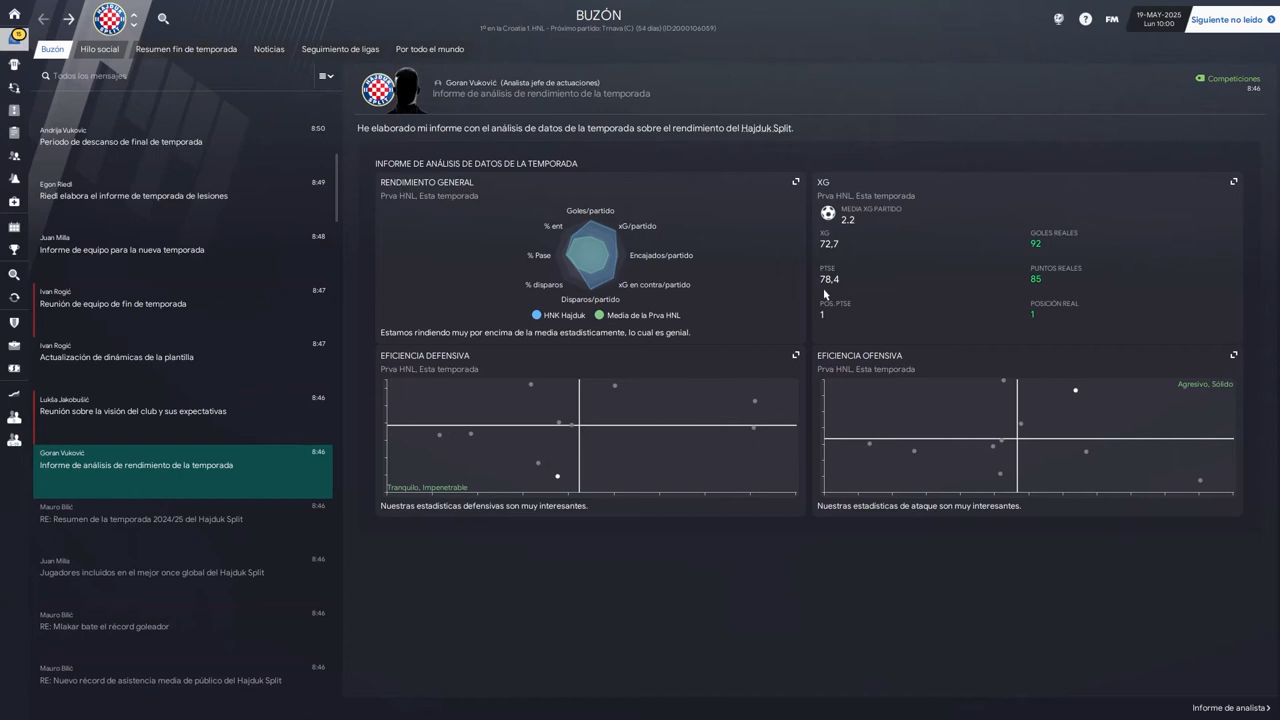 BUZÓN
1º en la Croatia 1. HNL - Próximo partido: Trnava (C) (54 días) (ID:2000106059)
FM
19-MAY-2025
Lun 10:00
Siguiente no leído
15
Buzón
Hilo social
Resumen fin de temporada
Noticias
Seguimiento de ligas
Por todo el mundo
Todos los mensajes
Andrija Vukovic
8:50
Periodo de descanso de final de temporada
Egon Riedl
8:49
Riedl elabora el informe de temporada de lesiones
Juan Milla
8:48
Informe de equipo para la nueva temporada
Ivan Rogić
8:47
Reunión de equipo de fin de temporada
Ivan Rogić
8:47
Actualización de dinámicas de la plantilla
Lukša Jakobušić
8:46
Reunión sobre la visión del club y sus expectativas
Goran Vuković
8:46
Informe de análisis de rendimiento de la temporada
Mauro Bilić
8:46
RE: Resumen de la temporada 2024/25 del Hajduk Split
Juan Milla
8:46
Jugadores incluidos en el mejor once global del Hajduk Split
Mauro Bilić
8:46
RE: Mlakar bate el récord goleador
Mauro Bilić
8:46
RE: Nuevo récord de asistencia media de público del Hajduk Split
Goran Vuković (Analista jefe de actuaciones)
Informe de análisis de rendimiento de la temporada
Competiciones
8:46
He elaborado mi informe con el análisis de datos de la temporada sobre el rendimiento del Hajduk Split.
INFORME DE ANÁLISIS DE DATOS DE LA TEMPORADA
RENDIMIENTO GENERAL
Prva HNL, Esta temporada
Goles/partido
xG/partido
Encajados/partido
xG en contra/partido
Disparos/partido
% disparos
% Pase
% ent
HNK Hajduk
Media de la Prva HNL
Estamos rindiendo muy por encima de la media estadísticamente, lo cual es genial.
XG
Prva HNL, Esta temporada
MEDIA XG PARTIDO
2.2
XG
72,7
GOLES REALES
92
PTSE
78,4
PUNTOS REALES
85
POS. PTSE
1
POSICIÓN REAL
1
EFICIENCIA DEFENSIVA
Prva HNL, Esta temporada
Tranquilo, Impenetrable
Nuestras estadísticas defensivas son muy interesantes.
EFICIENCIA OFENSIVA
Prva HNL, Esta temporada
Agresivo, Sólido
Nuestras estadísticas de ataque son muy interesantes.
Informe de analista